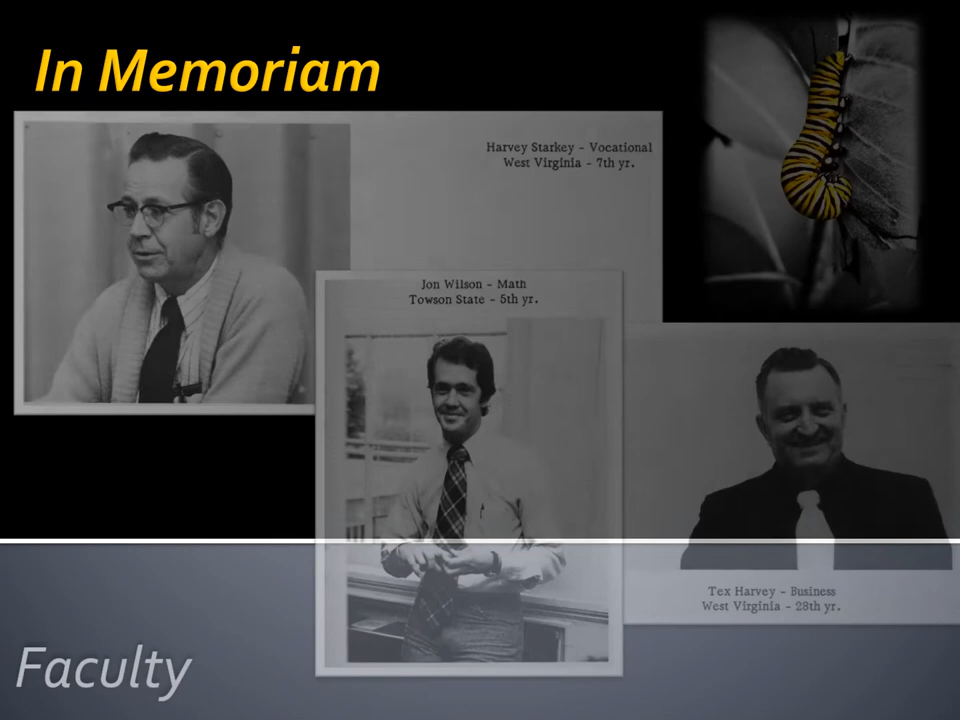 In Memoriam
Harvey Starkey - Vocational
West Virginia - 7th yr.
Jon Wilson - Math
Towson State - 5th yr.
Tex Harvey - Business
West Virginia - 28th yr.
Faculty